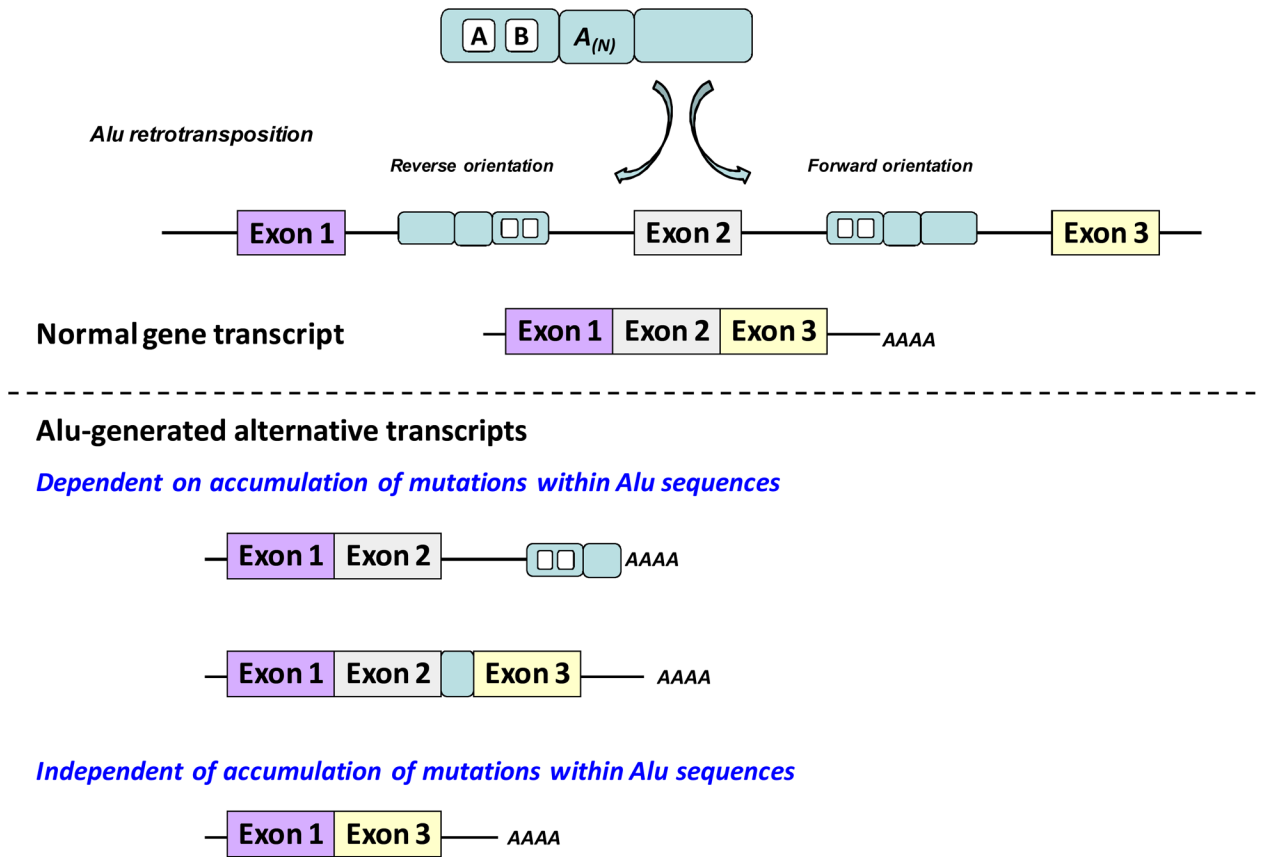 A B A(N)
Alu retrotransposition
Reverse orientation Forward orientation
Exon 1 Exon 2 Exon 3
Normal gene transcript Exon 1 Exon 2 Exon 3 AAAA
Alu-generated alternative transcripts
Dependent on accumulation of mutations within Alu sequences
Exon 1 Exon 2 AAAA
Exon 1 Exon 2 Exon 3 AAAA
Independent of accumulation of mutations within Alu sequences
Exon 1 Exon 3 AAAA